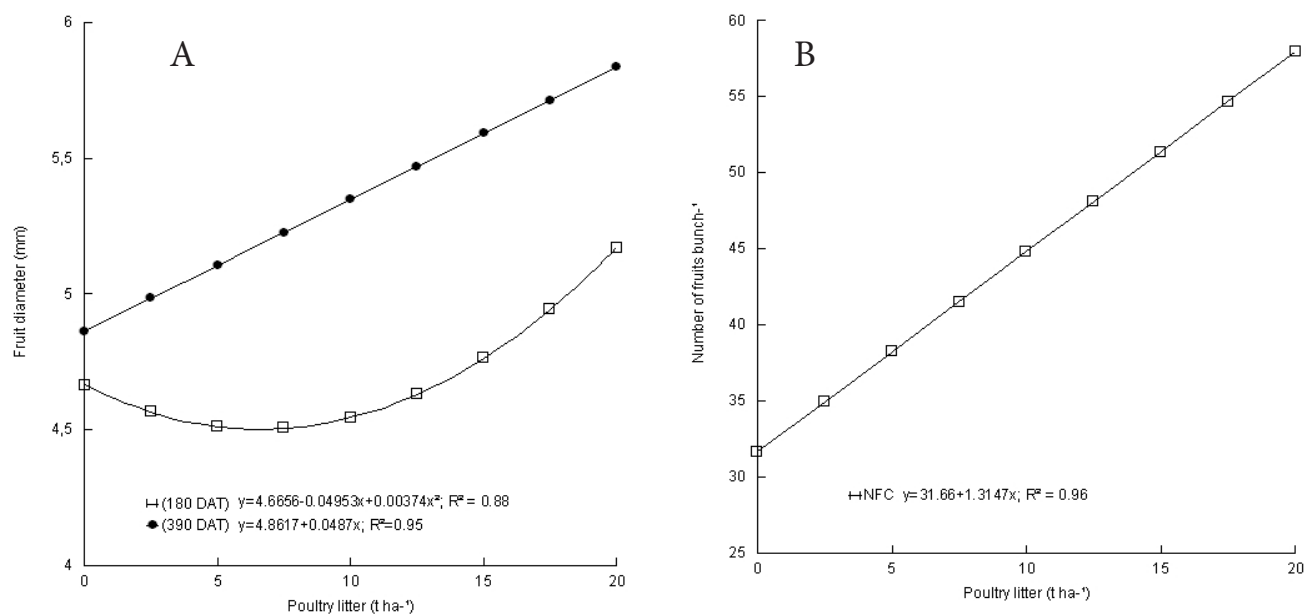 A
6
5,5
5
4,5
4
Fruit diameter (mm)
(180 DAT) y=4.6656-0.04953x+0.00374x²; R² = 0.88
(390 DAT) y=4.8617+0.0487x; R²=0.95
0 5 10 15 20
Poultry litter (t ha-¹)
B
60
55
50
45
40
35
30
25
Number of fruits bunch-¹
NFC y=31.66+1.3147x; R² = 0.96
0 5 10 15 20
Poultry litter (t ha-¹)